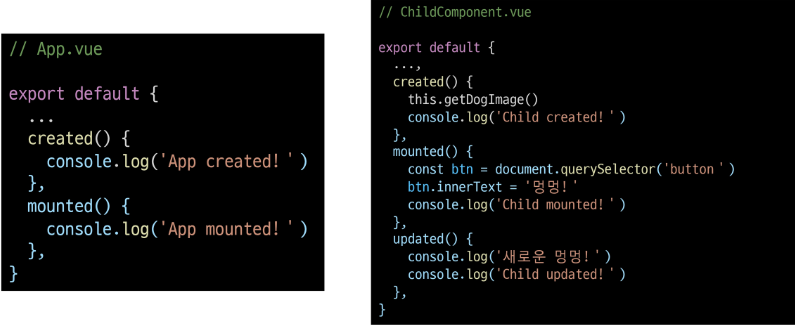 // App.vue
export default {
  ...
  created() {
    console.log('App created!')
  },
  mounted() {
    console.log('App mounted!')
  },
}
// ChildComponent.vue
export default {
  ...,
  created() {
    this.getDogImage()
    console.log('Child created!')
  },
  mounted() {
    const btn = document.querySelector('button')
    btn.innerText = '멍멍!'
    console.log('Child mounted!')
  },
  updated() {
    console.log('새로운 멍멍!')
    console.log('Child updated!')
  },
}